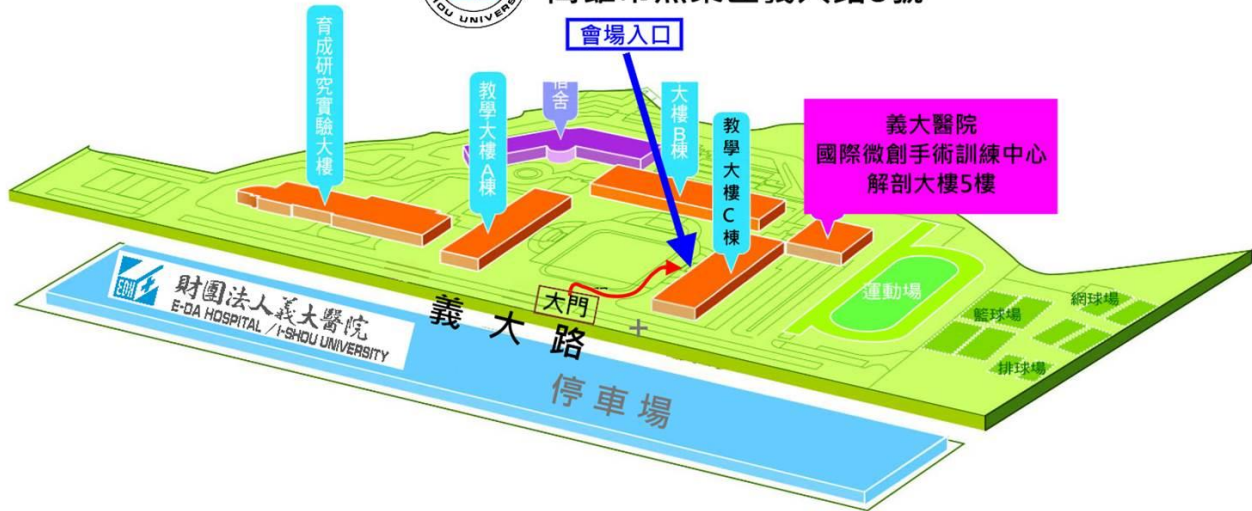 HOU UNIVERSITY
會場入口
育成研究實驗大樓
教學大樓A棟
宿舍
大樓B棟
教學大樓C棟
義大醫院
國際微創手術訓練中心
解剖大樓5樓
EDH
財團法人義大醫院
E-DA HOSPITAL / I-SHOU UNIVERSITY
義大路
大門
運動場
籃球場
網球場
排球場
停車場